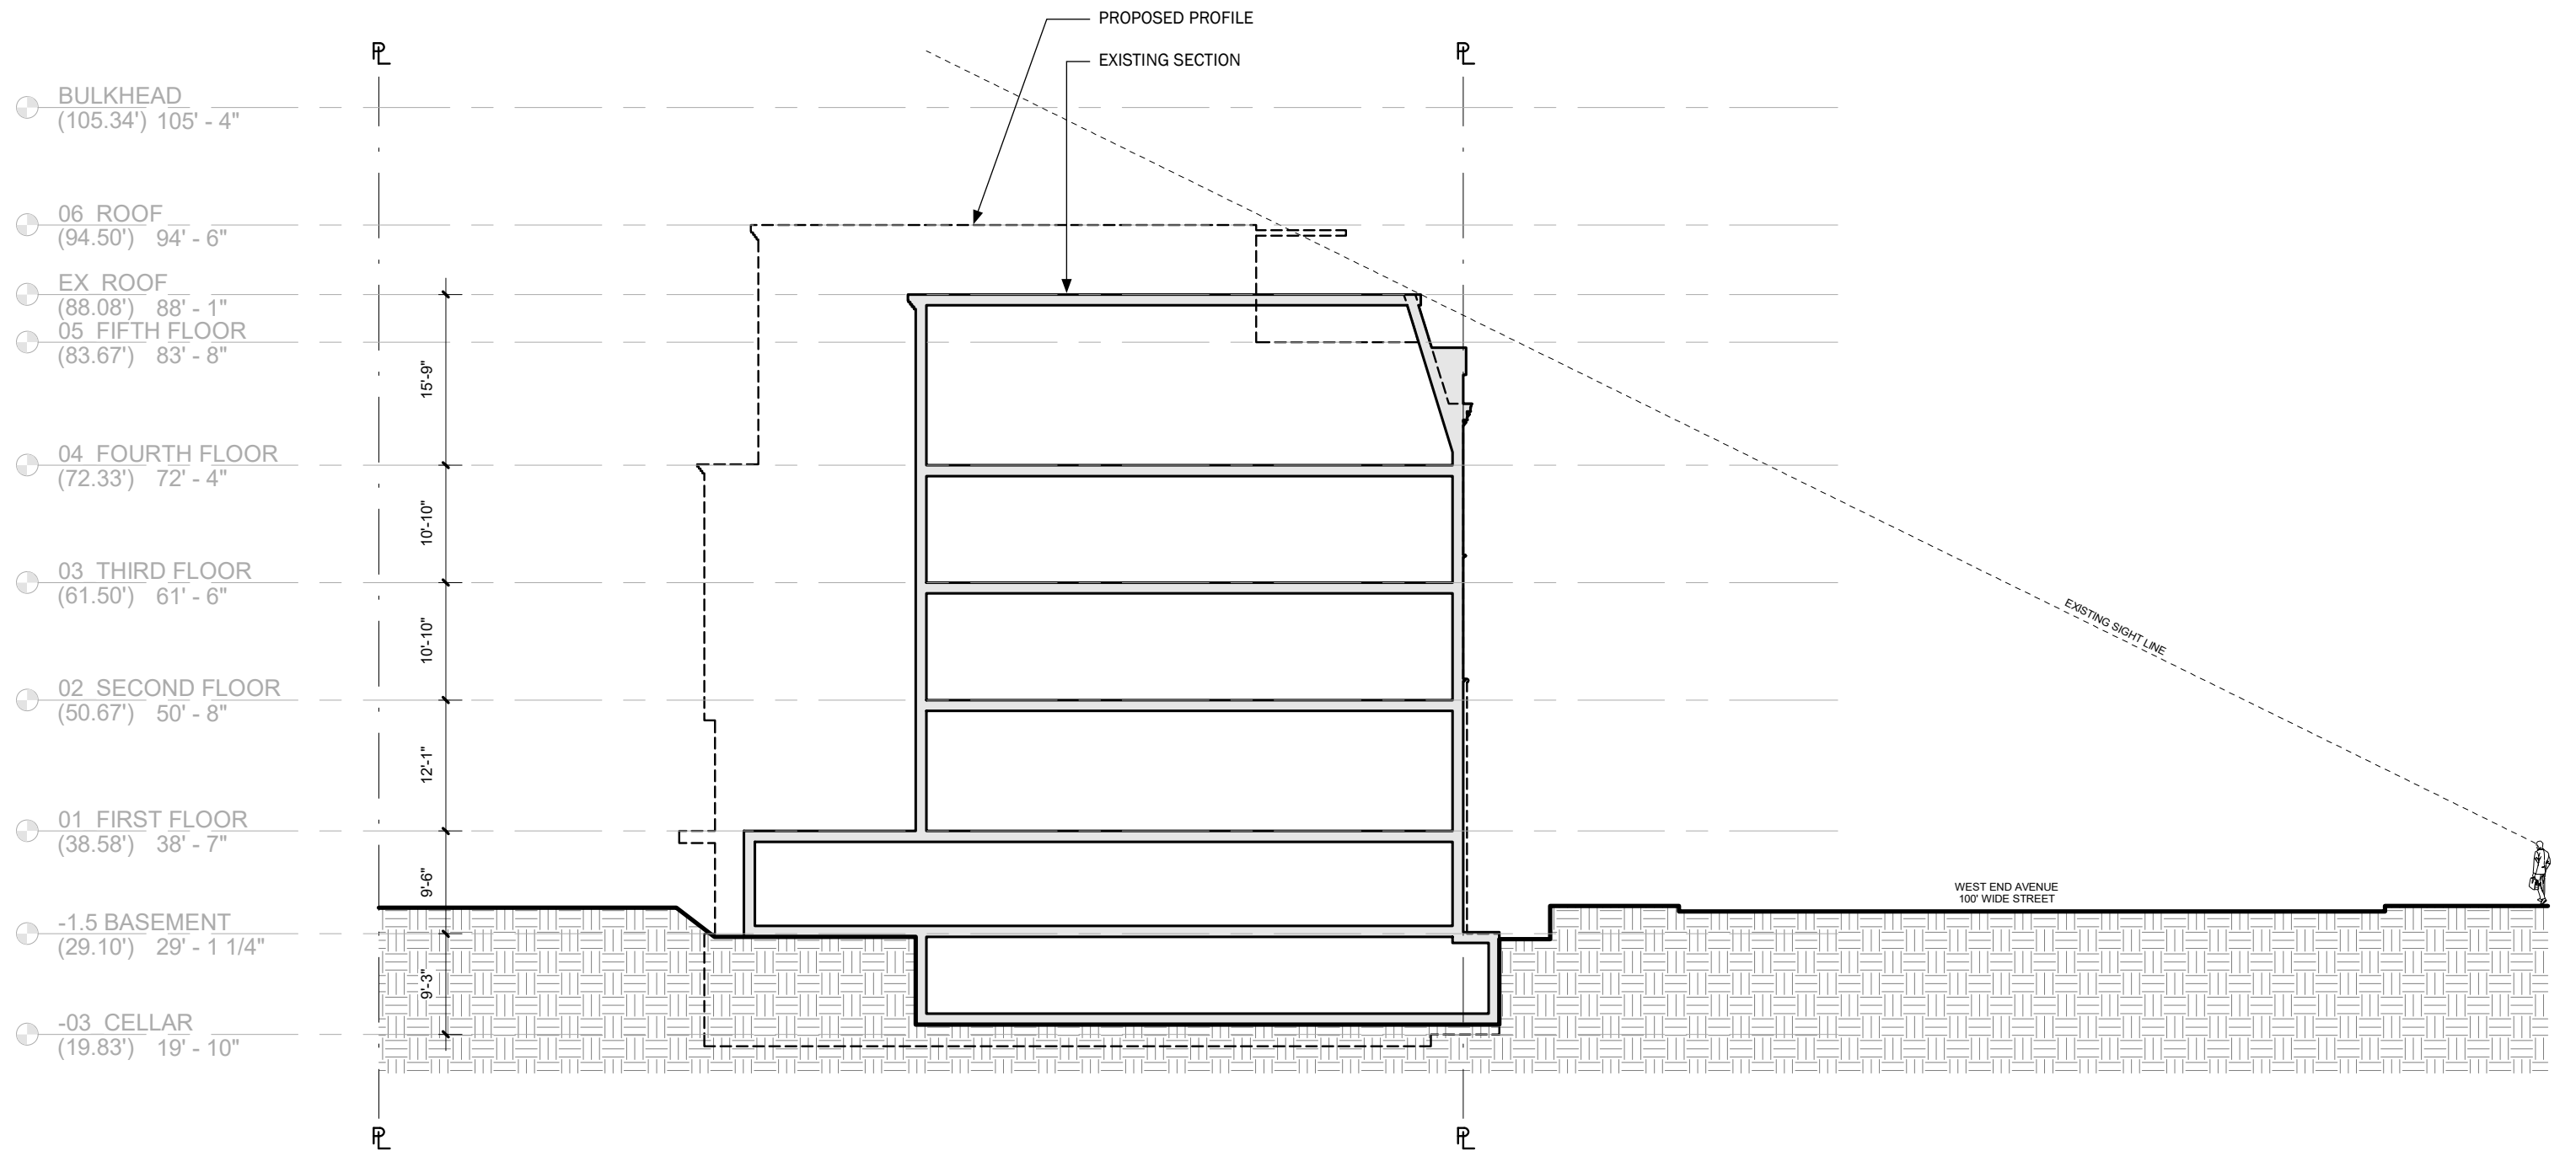 PROPOSED PROFILE
EXISTING SECTION
PL
PL
BULKHEAD
(105.34') 105' - 4"
06 ROOF
(94.50') 94' - 6"
EX ROOF
(88.08') 88' - 1"
05 FIFTH FLOOR
(83.67') 83' - 8"
15'-9"
04 FOURTH FLOOR
(72.33') 72' - 4"
10'-10"
03 THIRD FLOOR
(61.50') 61' - 6"
10'-10"
EXISTING SIGHT LINE
02 SECOND FLOOR
(50.67') 50' - 8"
12'-1"
01 FIRST FLOOR
(38.58') 38' - 7"
9'-6"
WEST END AVENUE
100' WIDE STREET
-1.5 BASEMENT
(29.10') 29' - 1 1/4"
9'-3"
-03 CELLAR
(19.83') 19' - 10"
PL
PL